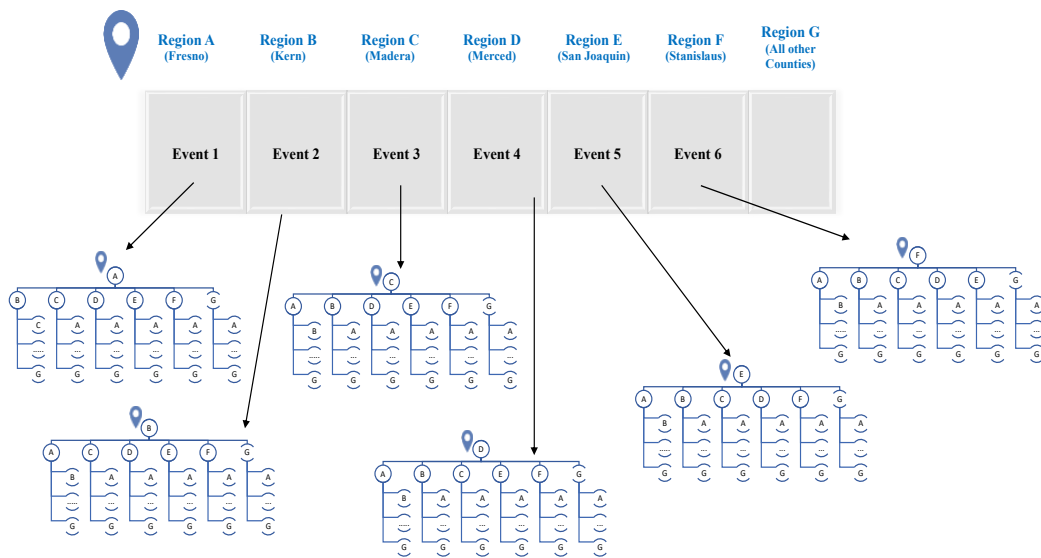 Region A Region B Region C Region D Region E Region F Region G
(Fresno) (Kern) (Madera) (Merced) (San Joaquin) (Stanislaus) (All other
Counties)
Event 1 Event 2 Event 3 Event 4 Event 5 Event 6
A
B C D E F G
C A A A A A
..... ... ... ... ... ...
G G G G G G
C
A B D E F G
B A A A A A
..... ... ... ... ... ...
G G G G G G
F
A B C D E G
B A A A A A
..... ... ... ... ... ...
G G G G G G
B
A C D E F G
B A A A A A
..... ... ... ... ... ...
G G G G G G
D
A B C E F G
B A A A A A
..... ... ... ... ... ...
G G G G G G
E
A B C D F G
B A A A A A
..... ... ... ... ... ...
G G G G G G